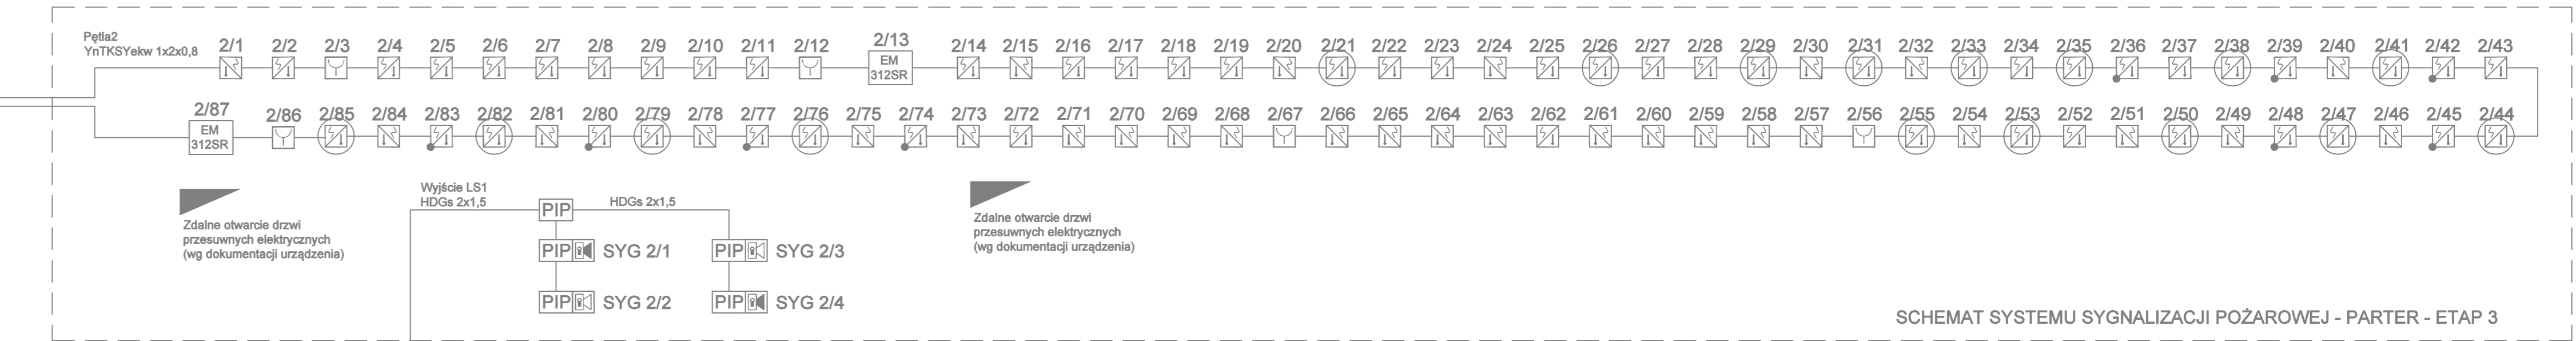 Pętla2
YnTKSYekw 1x2x0,8
2/1 2/2 2/3 2/4 2/5 2/6 2/7 2/8 2/9 2/10 2/11 2/12 2/13 2/14 2/15 2/16 2/17 2/18 2/19 2/20 2/21 2/22 2/23 2/24 2/25 2/26 2/27 2/28 2/29 2/30 2/31 2/32 2/33 2/34 2/35 2/36 2/37 2/38 2/39 2/40 2/41 2/42 2/43
EM
312SR
2/87 2/86 2/85 2/84 2/83 2/82 2/81 2/80 2/79 2/78 2/77 2/76 2/75 2/74 2/73 2/72 2/71 2/70 2/69 2/68 2/67 2/66 2/65 2/64 2/63 2/62 2/61 2/60 2/59 2/58 2/57 2/56 2/55 2/54 2/53 2/52 2/51 2/50 2/49 2/48 2/47 2/46 2/45 2/44
EM
312SR
Zdalne otwarcie drzwi
przesuwnych elektrycznych
(wg dokumentacji urządzenia)
Wyjście LS1
HDGs 2x1,5
PIP
HDGs 2x1,5
PIP SYG 2/1
PIP SYG 2/3
PIP SYG 2/2
PIP SYG 2/4
Zdalne otwarcie drzwi
przesuwnych elektrycznych
(wg dokumentacji urządzenia)
SCHEMAT SYSTEMU SYGNALIZACJI POŻAROWEJ - PARTER - ETAP 3